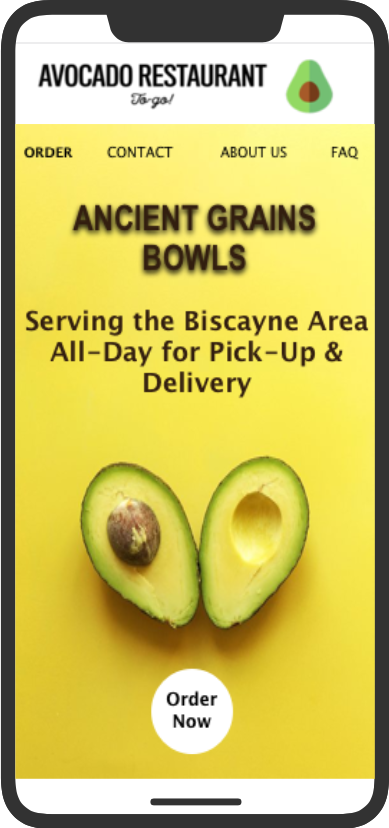 AVOCADO RESTAURANT
To-go!
ORDER CONTACT ABOUT US FAQ
ANCIENT GRAINS
BOWLS
Serving the Biscayne Area
All-Day for Pick-Up &
Delivery
Order
Now